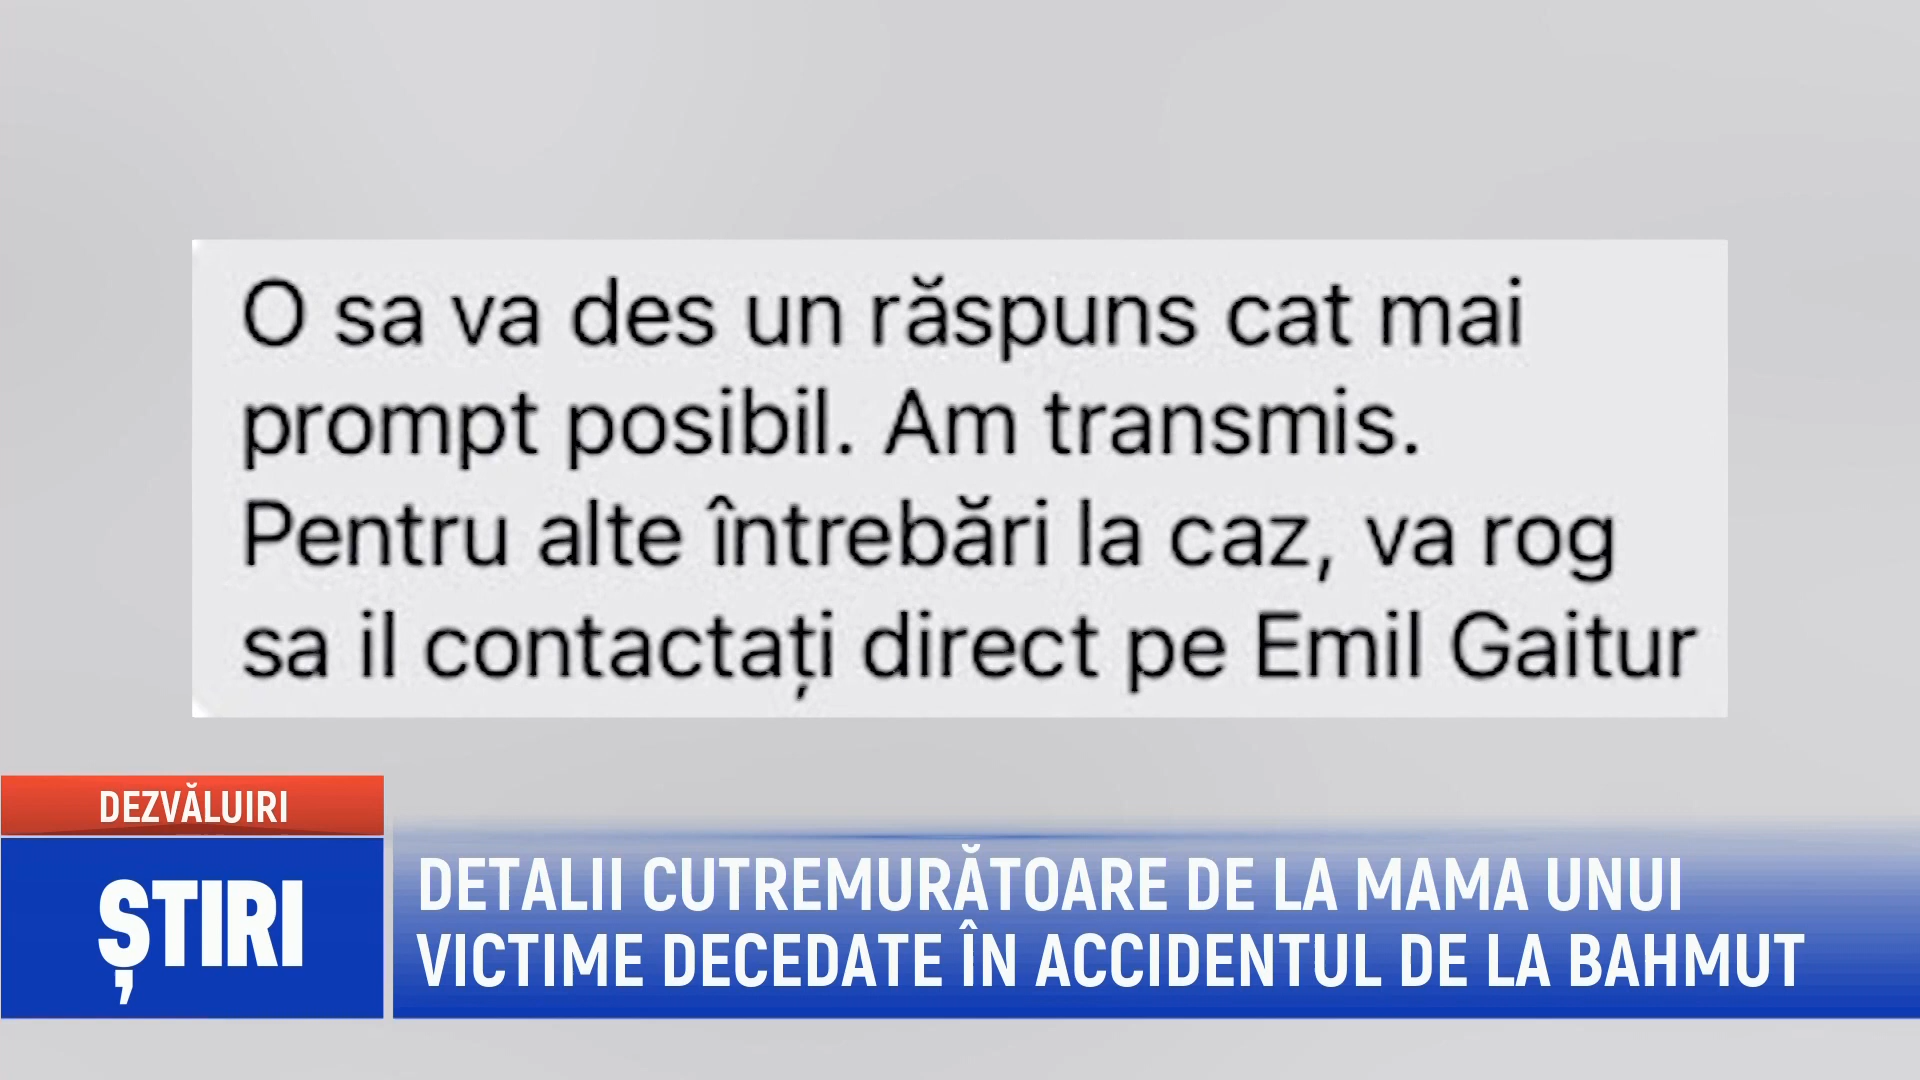 O sa va des un răspuns cat mai
prompt posibil. Am transmis.
Pentru alte întrebări la caz, va rog
sa il contactați direct pe Emil Gaitur
DEZVĂLUIRI
ȘTIRI
DETALII CUTREMURĂTOARE DE LA MAMA UNUI
VICTIME DECEDATE ÎN ACCIDENTUL DE LA BAHMUT